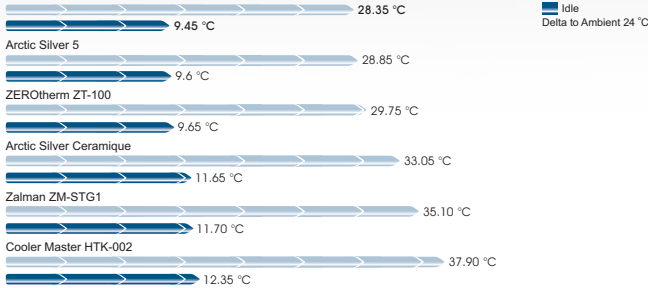 28.35 °C
Idle
9.45 °C
Delta to Ambient 24 °C
Arctic Silver 5
28.85 °C
9.6 °C
ZEROtherm ZT-100
29.75 °C
9.65 °C
Arctic Silver Ceramique
33.05 °C
11.65 °C
Zalman ZM-STG1
35.10 °C
11.70 °C
Cooler Master HTK-002
37.90 °C
12.35 °C